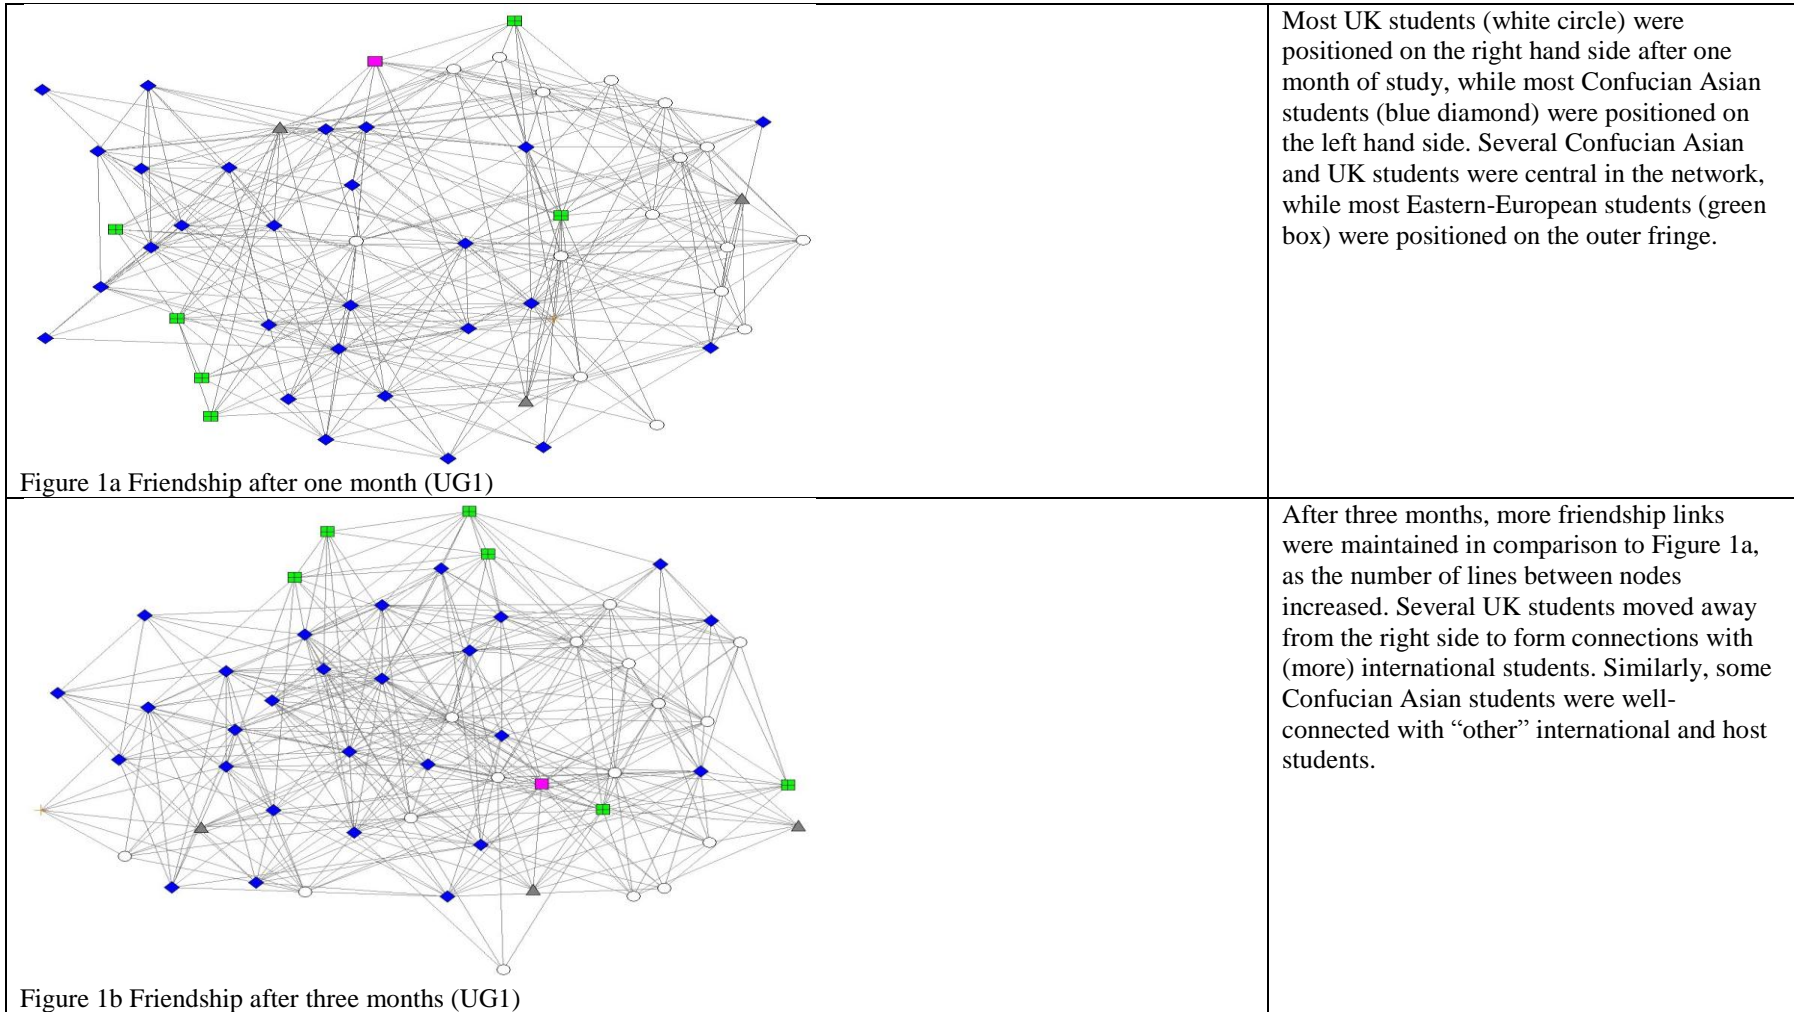 Most UK students (white circle) were
positioned on the right hand side after one
month of study, while most Confucian Asian
students (blue diamond) were positioned on
the left hand side. Several Confucian Asian
and UK students were central in the network,
while most Eastern-European students (green
box) were positioned on the outer fringe.
Figure 1a Friendship after one month (UG1)
After three months, more friendship links
were maintained in comparison to Figure 1a,
as the number of lines between nodes
increased. Several UK students moved away
from the right side to form connections with
(more) international students. Similarly, some
Confucian Asian students were well-
connected with “other” international and host
students.
Figure 1b Friendship after three months (UG1)